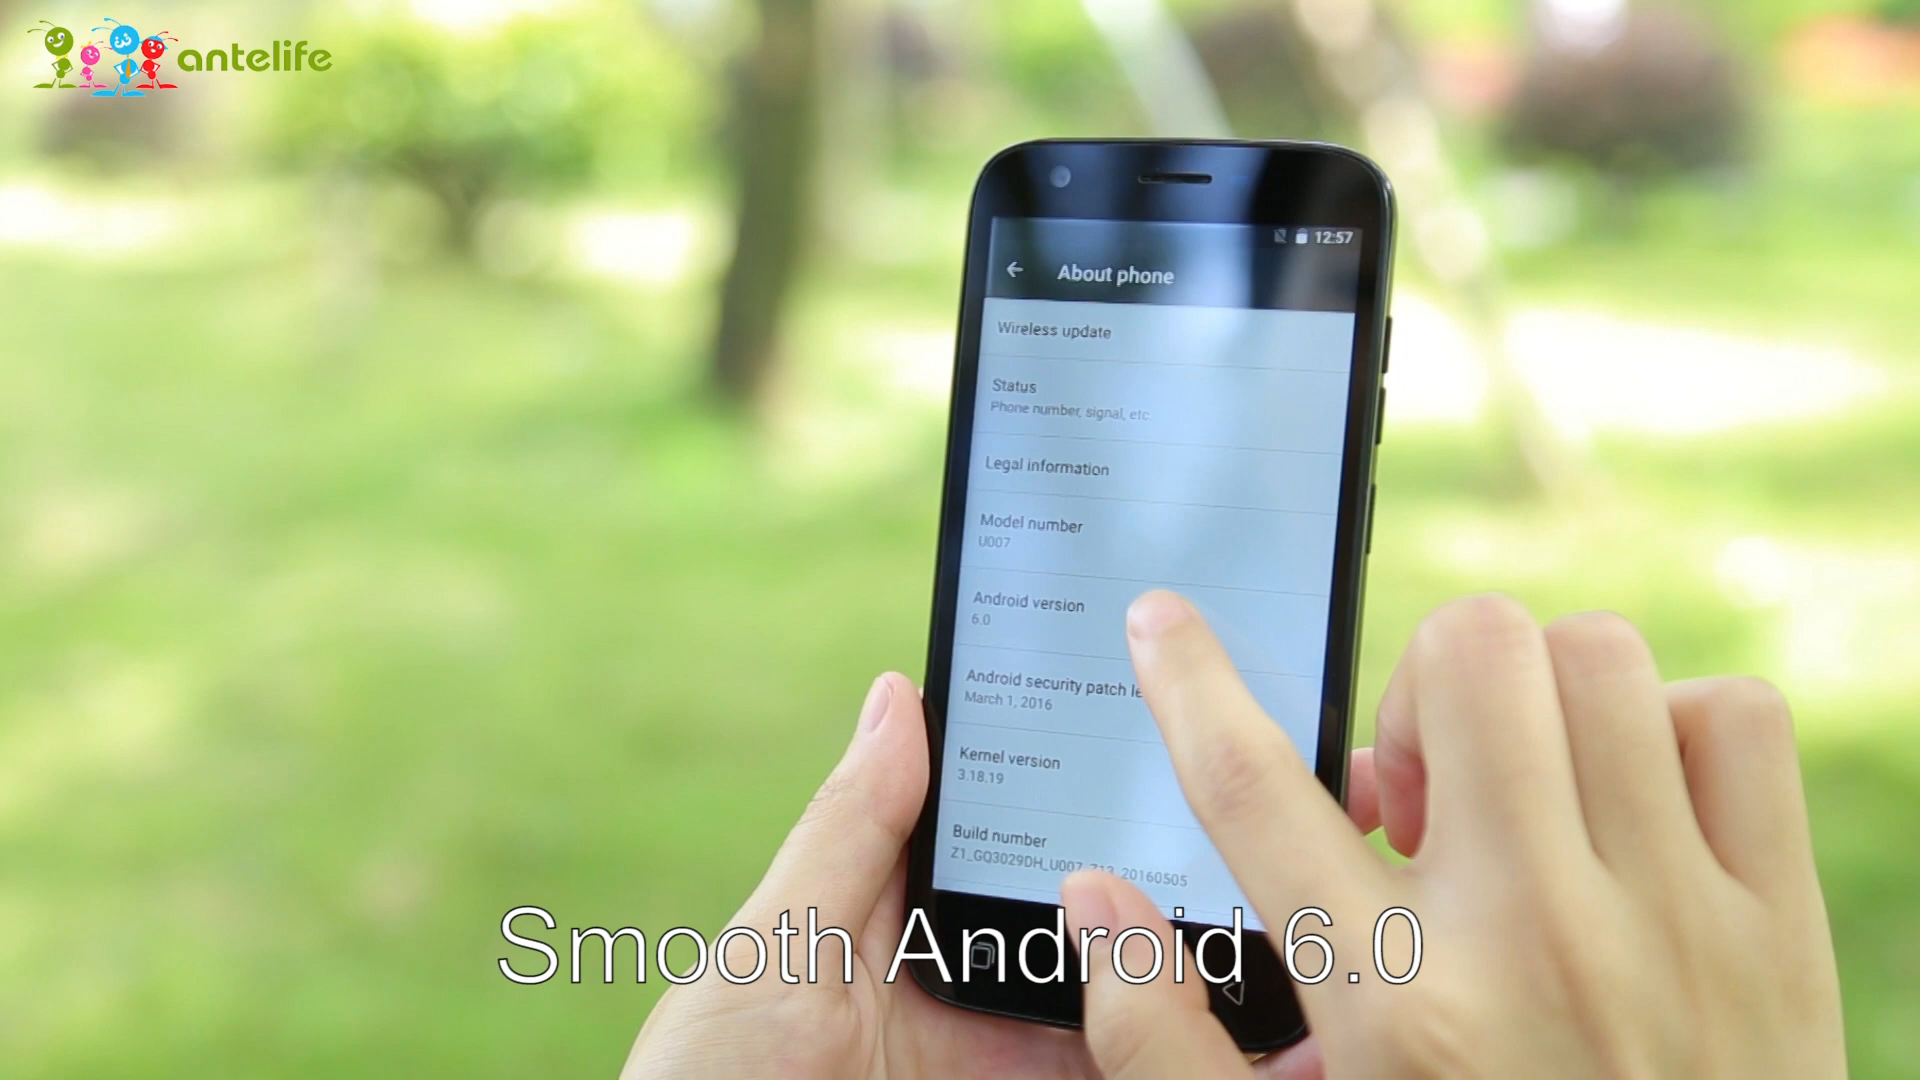 antelife
12:57
About phone
Wireless update
Status
Phone number, signal, etc
Legal information
Model number
U007
Android version
6.0
Android security patch
March 1, 2016
Kernel version
3.18.19
Build number
Z1_GQ3029DH_U007_Z13_20160505
Smooth Android 6.0